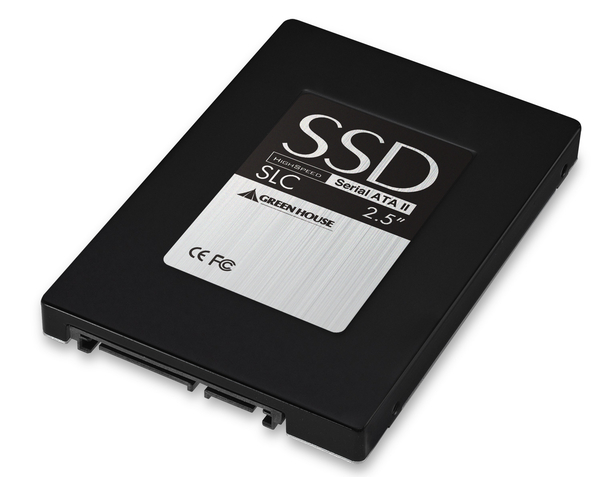 SSD
HIGHSPEED Serial ATA II
SLC 2.5"
GREEN HOUSE
CE FC